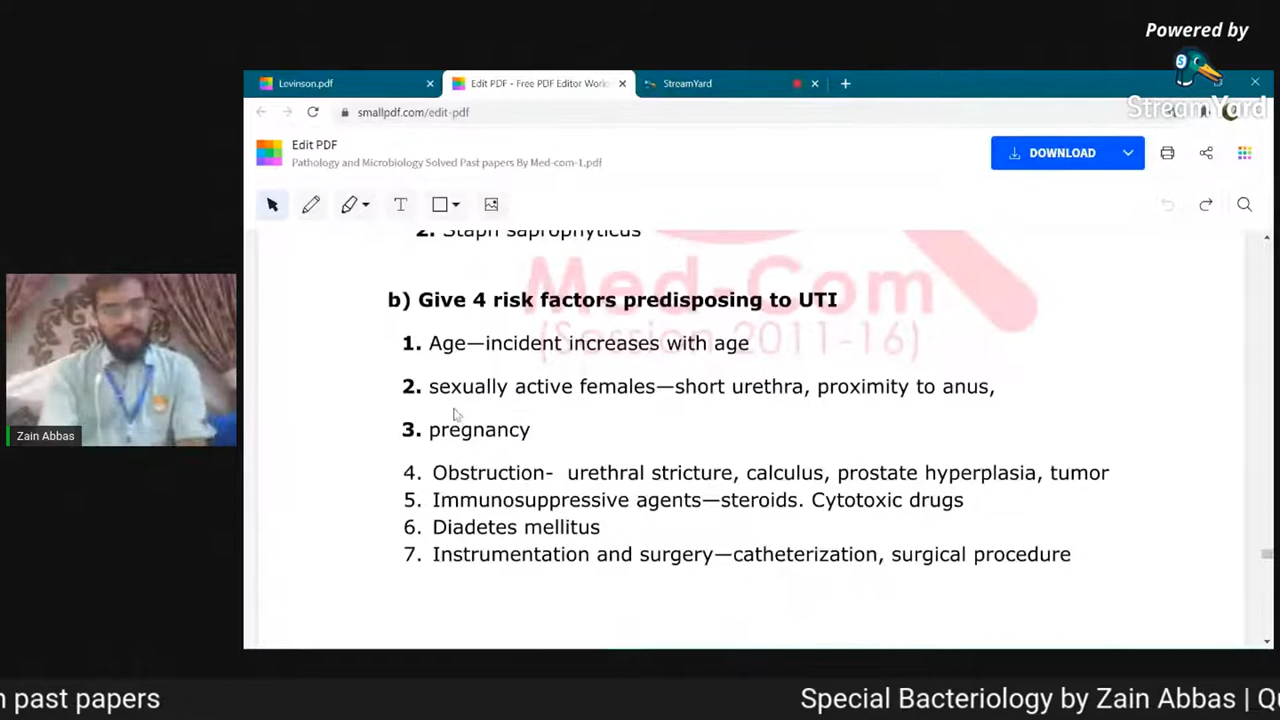 Powered by
StreamYard
Levinson.pdf
Edit PDF - Free PDF Editor Work
StreamYard
smallpdf.com/edit-pdf
Edit PDF
Pathology and Microbiology Solved Past papers By Med-com-1.pdf
DOWNLOAD
2. Staph saprophyticus
Med-Com
(Session 2011-16)
b) Give 4 risk factors predisposing to UTI
1. Age—incident increases with age
2. sexually active females—short urethra, proximity to anus,
3. pregnancy
4. Obstruction- urethral stricture, calculus, prostate hyperplasia, tumor
5. Immunosuppressive agents—steroids. Cytotoxic drugs
6. Diadetes mellitus
7. Instrumentation and surgery—catheterization, surgical procedure
Zain Abbas
n past papers
Special Bacteriology by Zain Abbas | Qu